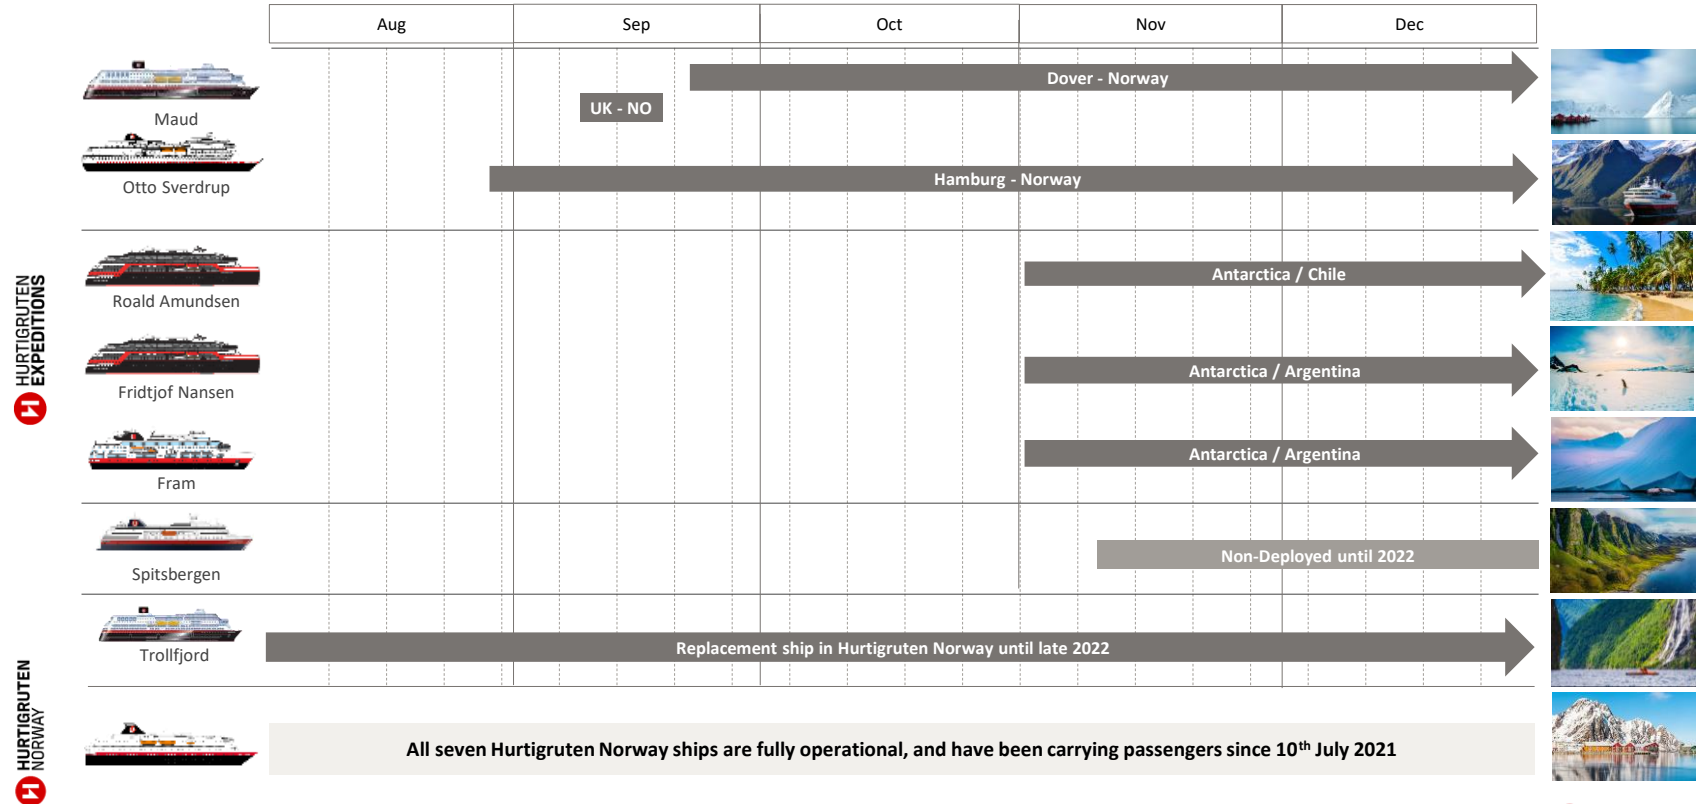 Aug
Sep
Oct
Nov
Dec
Maud
Dover - Norway
UK - NO
Otto Sverdrup
Hamburg - Norway
HURTIGRUTEN
EXPEDITIONS
Roald Amundsen
Antarctica / Chile
Fridtjof Nansen
Antarctica / Argentina
Fram
Antarctica / Argentina
Spitsbergen
Non-Deployed until 2022
Trollfjord
Replacement ship in Hurtigruten Norway until late 2022
HURTIGRUTEN
NORWAY
All seven Hurtigruten Norway ships are fully operational, and have been carrying passengers since 10th July 2021